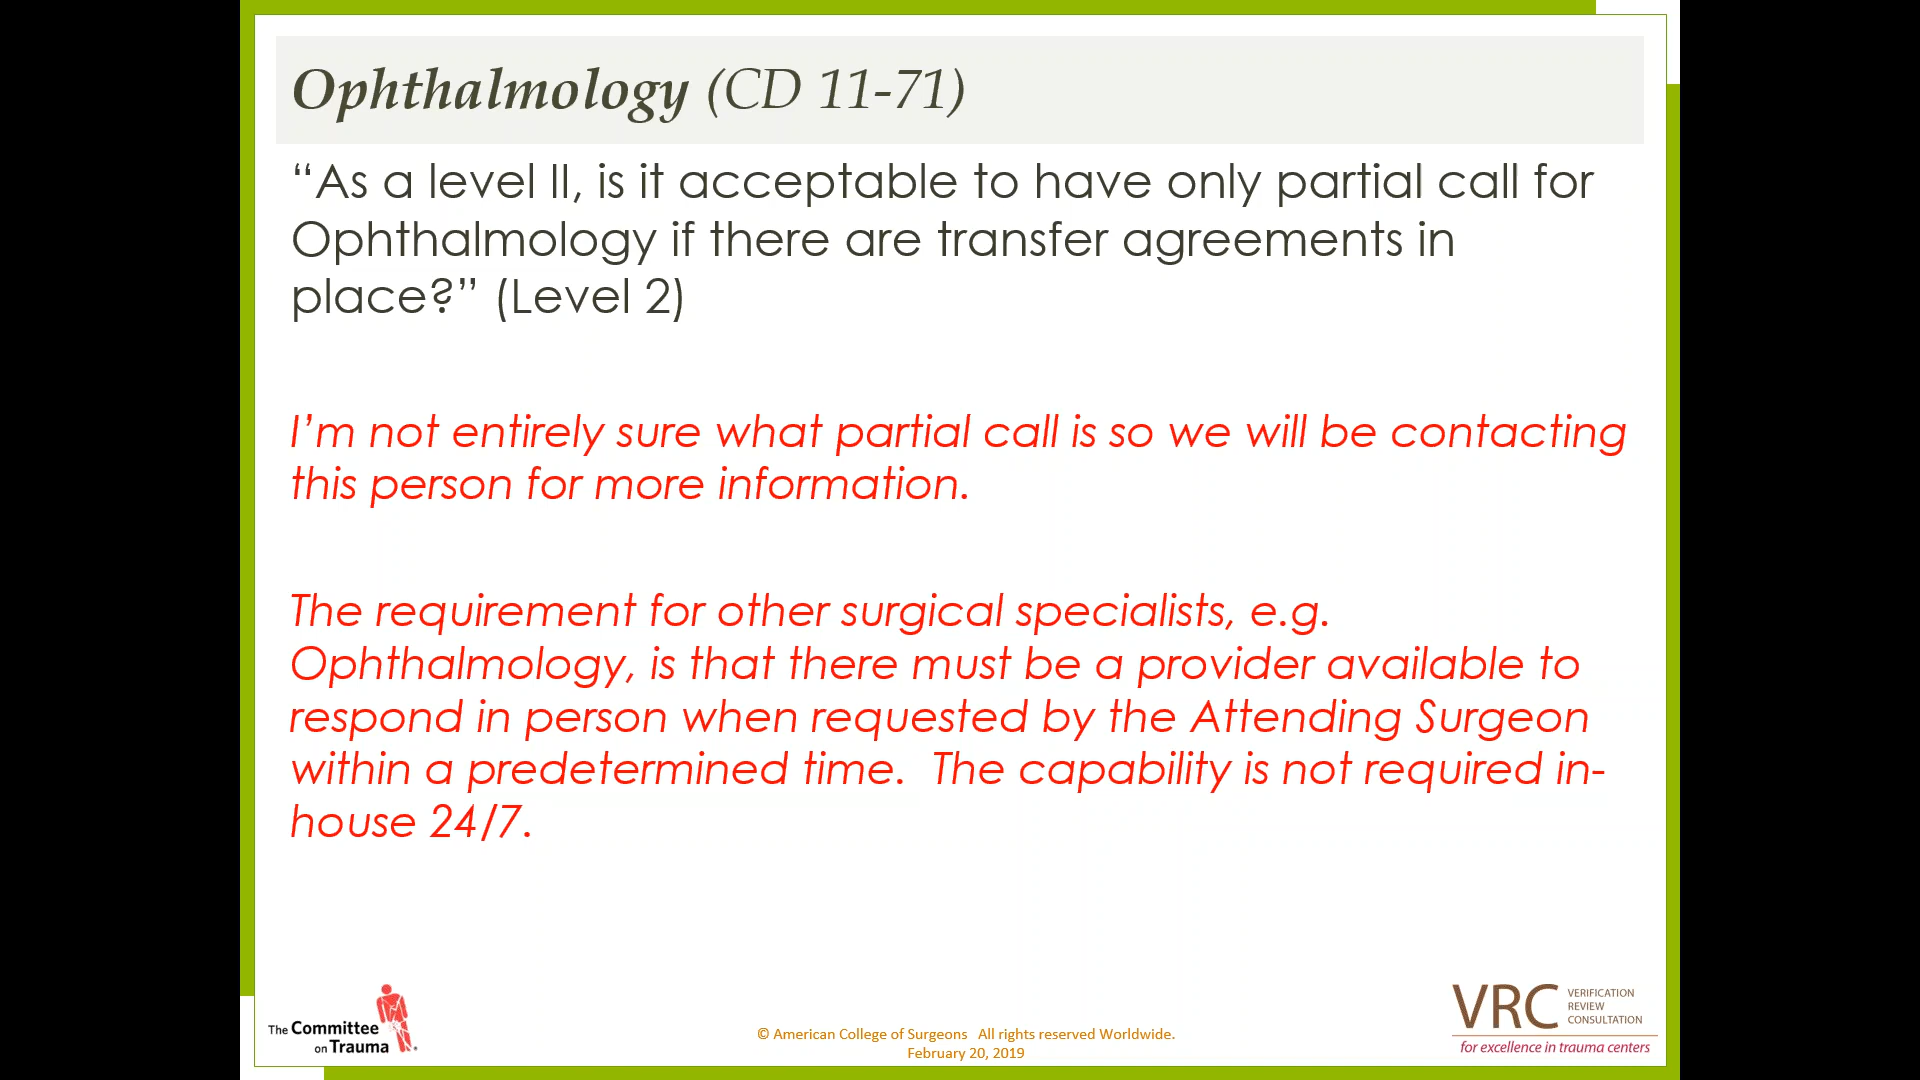 Ophthalmology (CD 11-71)
“As a level II, is it acceptable to have only partial call for
Ophthalmology if there are transfer agreements in
place?” (Level 2)
I’m not entirely sure what partial call is so we will be contacting
this person for more information.
The requirement for other surgical specialists, e.g.
Ophthalmology, is that there must be a provider available to
respond in person when requested by the Attending Surgeon
within a predetermined time.  The capability is not required in-
house 24/7.
The Committee
on Trauma
© American College of Surgeons   All rights reserved Worldwide.
February 20, 2019
VRC
VERIFICATION
REVIEW
CONSULTATION
for excellence in trauma centers